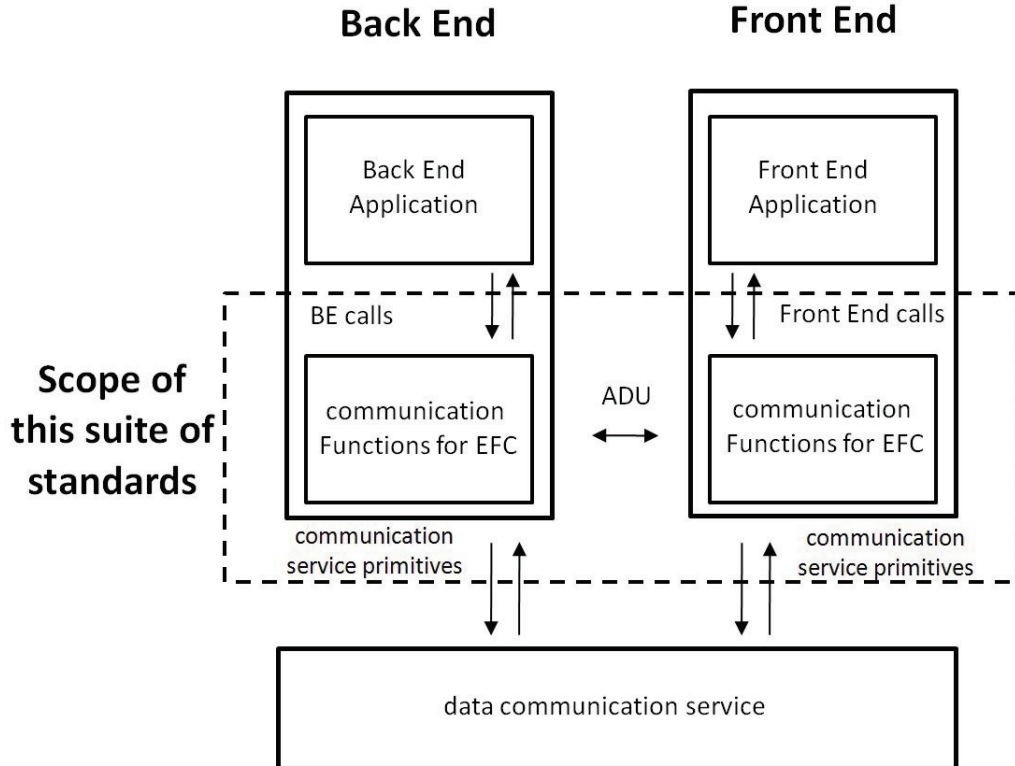 Back End
Front End
Back End
Application
Front End
Application
BE calls
Front End calls
Scope of
this suite of
standards
communication
Functions for EFC
ADU
communication
Functions for EFC
communication
service primitives
communication
service primitives
data communication service